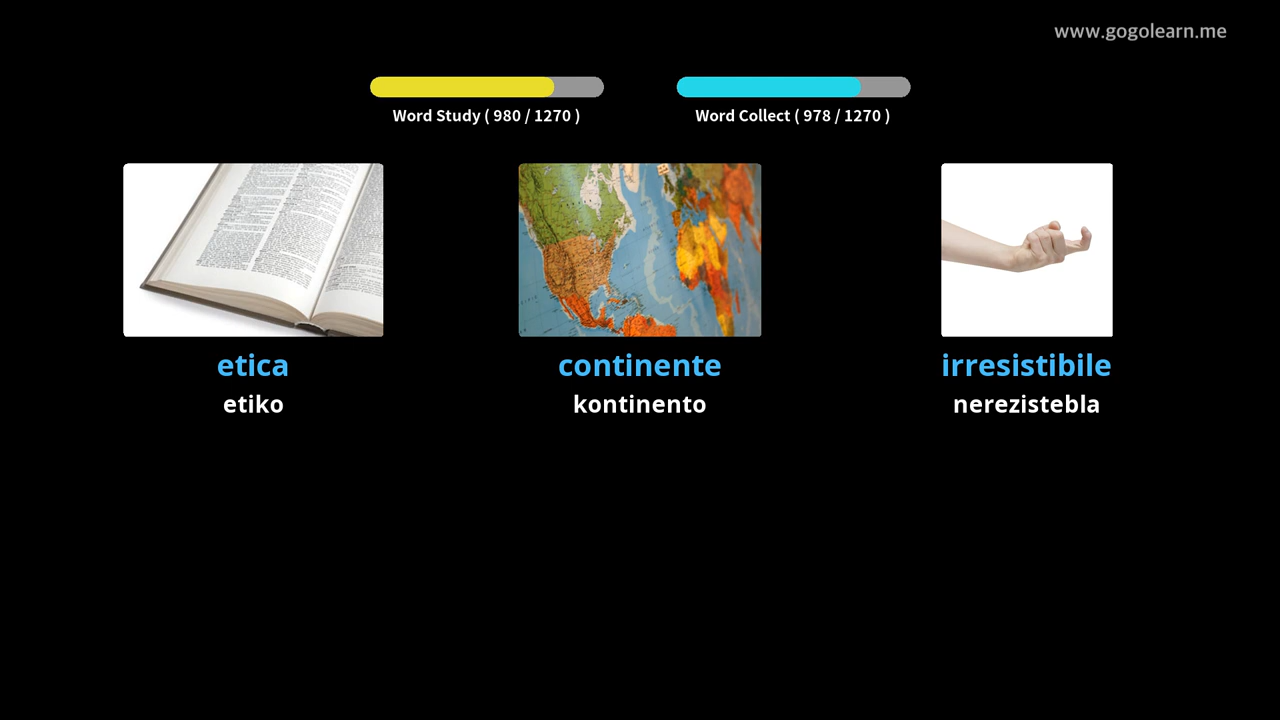 www.gogolearn.me
Word Study ( 980 / 1270 )
Word Collect ( 978 / 1270 )
etica
etiko
continente
kontinento
irresistibile
nerezistebla